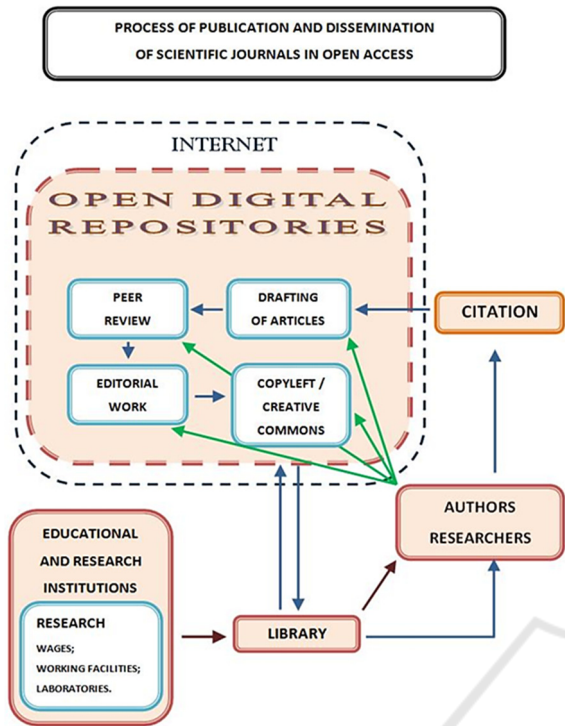 PROCESS OF PUBLICATION AND DISSEMINATION
OF SCIENTIFIC JOURNALS IN OPEN ACCESS
INTERNET
OPEN DIGITAL
REPOSITORIES
PEER
REVIEW
DRAFTING
OF ARTICLES
CITATION
EDITORIAL
WORK
COPYLEFT /
CREATIVE
COMMONS
AUTHORS
RESEARCHERS
EDUCATIONAL
AND RESEARCH
INSTITUTIONS
RESEARCH
WAGES;
WORKING FACILITIES;
LABORATORIES.
LIBRARY